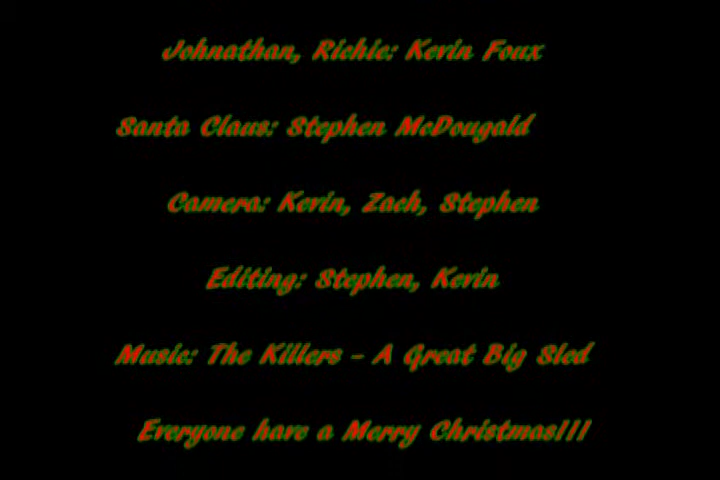 Johnathan, Richie: Kevin Foux
Santa Claus: Stephen McDougald
Camera: Kevin, Zach, Stephen
Editing: Stephen, Kevin
Music: The Killers - A Great Big Sled
Everyone have a Merry Christmas!!!